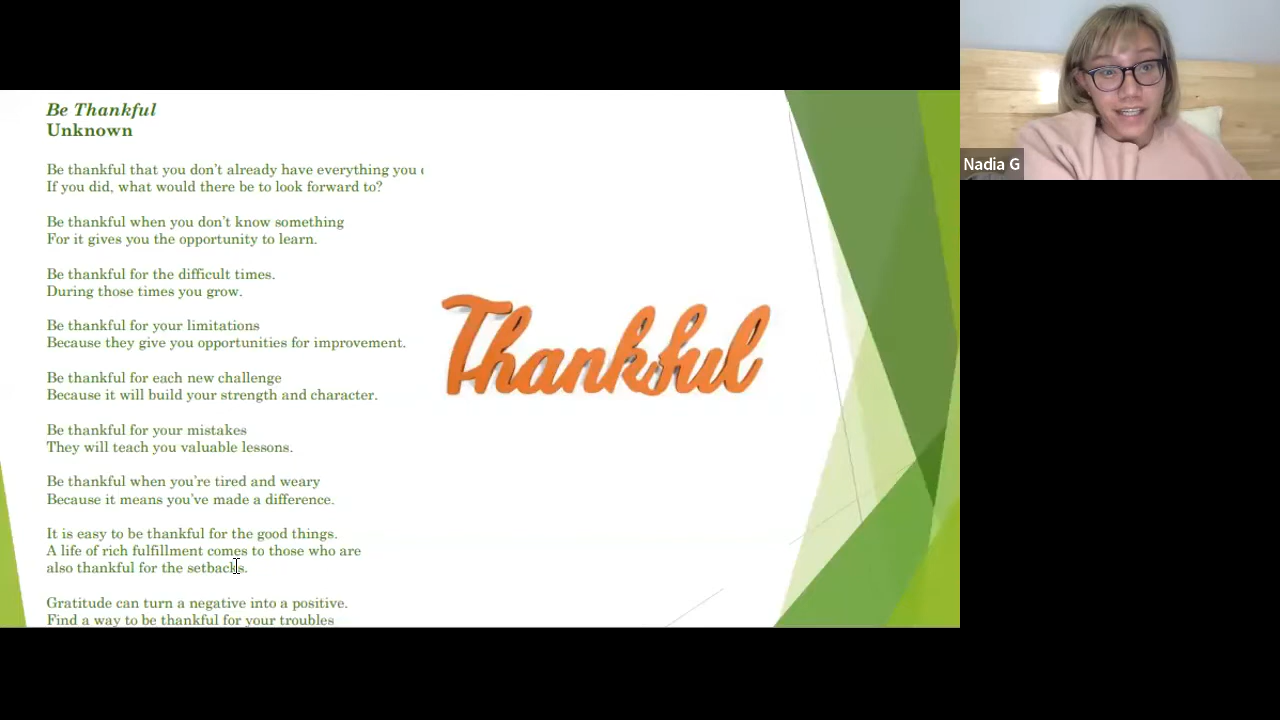 Be Thankful
Unknown
Be thankful that you don't already have everything you
If you did, what would there be to look forward to?
Be thankful when you don't know something
For it gives you the opportunity to learn.
Be thankful for the difficult times.
During those times you grow.
Be thankful for your limitations
Because they give you opportunities for improvement.
Be thankful for each new challenge
Because it will build your strength and character.
Be thankful for your mistakes
They will teach you valuable lessons.
Be thankful when you're tired and weary
Because it means you've made a difference.
It is easy to be thankful for the good things.
A life of rich fulfillment comes to those who are
also thankful for the setbacks.
Gratitude can turn a negative into a positive.
Find a way to be thankful for your troubles
Thankful
Nadia G